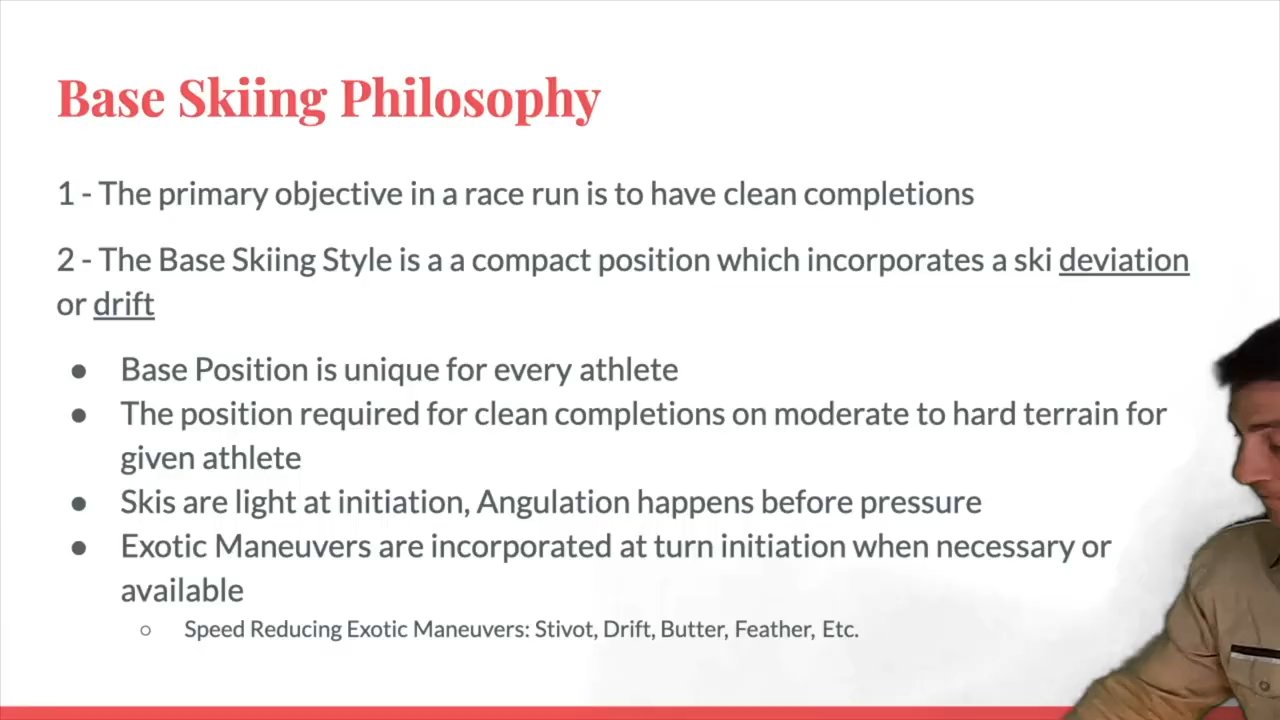 Base Skiing Philosophy
1 - The primary objective in a race run is to have clean completions
2 - The Base Skiing Style is a a compact position which incorporates a ski deviation
or drift
● Base Position is unique for every athlete
● The position required for clean completions on moderate to hard terrain for
given athlete
● Skis are light at initiation, Angulation happens before pressure
● Exotic Maneuvers are incorporated at turn initiation when necessary or
available
○ Speed Reducing Exotic Maneuvers: Stivot, Drift, Butter, Feather, Etc.